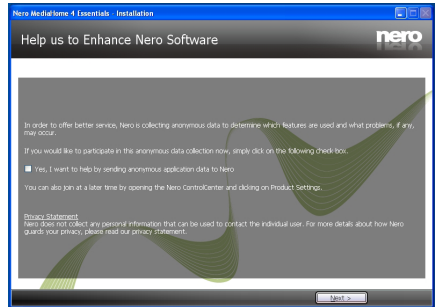 Nero MediaHome 4 Essentials - Installation
Help us to Enhance Nero Software
nero
In order to offer better service, Nero is collecting anonymous data to determine which features are used and what problems, if any,
may occur.
If you would like to participate in this anonymous data collection now, simply click on the following check-box.
Yes, I want to help by sending anonymous application data to Nero
You can also join at a later time by opening the Nero ControlCenter and clicking on Product Settings.
Privacy Statement
Nero does not collect any personal information that can be used to contact the individual user. For more details about how Nero
guards your privacy, please read our privacy statement.
Next >